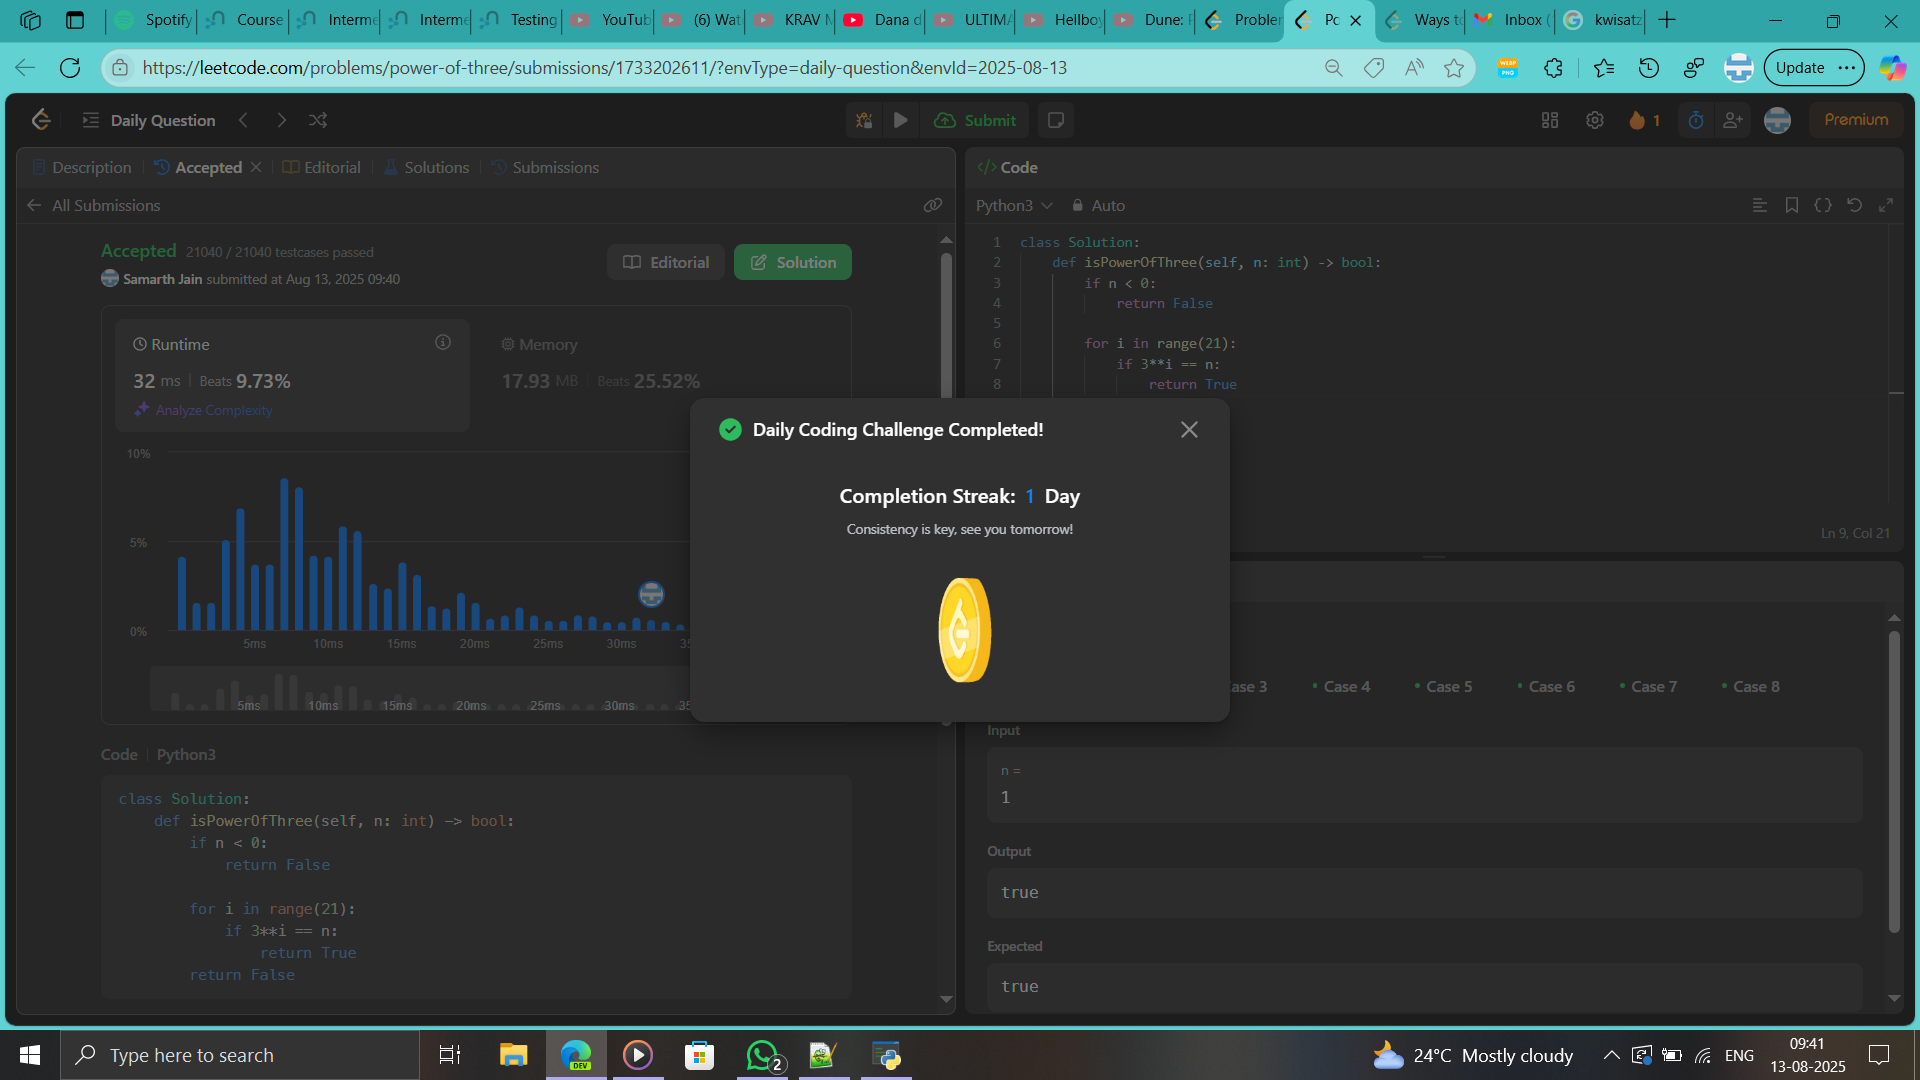 Spotify
Course
Interme
Interme
Testing
YouTub
(6) Wat
KRAV M
Dana d
ULTIMA
Hellboy
Dune: P
Problem
Po
Ways to
Inbox (
kwisatz
https://leetcode.com/problems/power-of-three/submissions/1733202611/?envType=daily-question&envId=2025-08-13
Update
Daily Question
Submit
1
Premium
Description
Accepted
Editorial
Solutions
Submissions
All Submissions
Accepted 21040 / 21040 testcases passed
Samarth Jain submitted at Aug 13, 2025 09:40
Editorial
Solution
Runtime
32 ms | Beats 9.73%
Analyze Complexity
Memory
17.93 MB | Beats 25.52%
10%
5%
0%
5ms 10ms 15ms 20ms 25ms 30ms 35
5ms 10ms 15ms 20ms 25ms 30ms 35
Code | Python3
class Solution:
def isPowerOfThree(self, n: int) -> bool:
if n < 0:
return False
for i in range(21):
if 3**i == n:
return True
return False
Code
Python3
Auto
1 class Solution:
2 def isPowerOfThree(self, n: int) -> bool:
3 if n < 0:
4 return False
5
6 for i in range(21):
7 if 3**i == n:
8 return True
Ln 9, Col 21
Daily Coding Challenge Completed!
Completion Streak: 1 Day
Consistency is key, see you tomorrow!
ase 3
Case 4
Case 5
Case 6
Case 7
Case 8
Input
n =
1
Output
true
Expected
true
Type here to search
DEV
2
24°C Mostly cloudy
ENG
09:41
13-08-2025